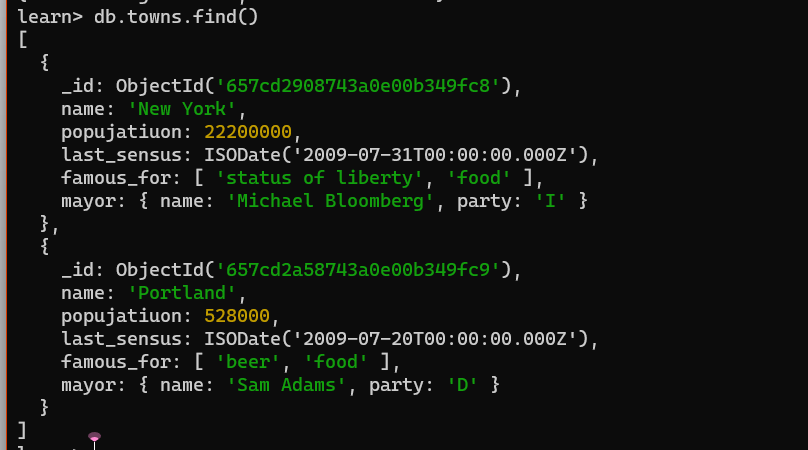 learn> db.towns.find()
[
  {
    _id: ObjectId('657cd2908743a0e00b349fc8'),
    name: 'New York',
    popujatiuon: 22200000,
    last_sensus: ISODate('2009-07-31T00:00:00.000Z'),
    famous_for: [ 'status of liberty', 'food' ],
    mayor: { name: 'Michael Bloomberg', party: 'I' }
  },
  {
    _id: ObjectId('657cd2a58743a0e00b349fc9'),
    name: 'Portland',
    popujatiuon: 528000,
    last_sensus: ISODate('2009-07-20T00:00:00.000Z'),
    famous_for: [ 'beer', 'food' ],
    mayor: { name: 'Sam Adams', party: 'D' }
  }
]